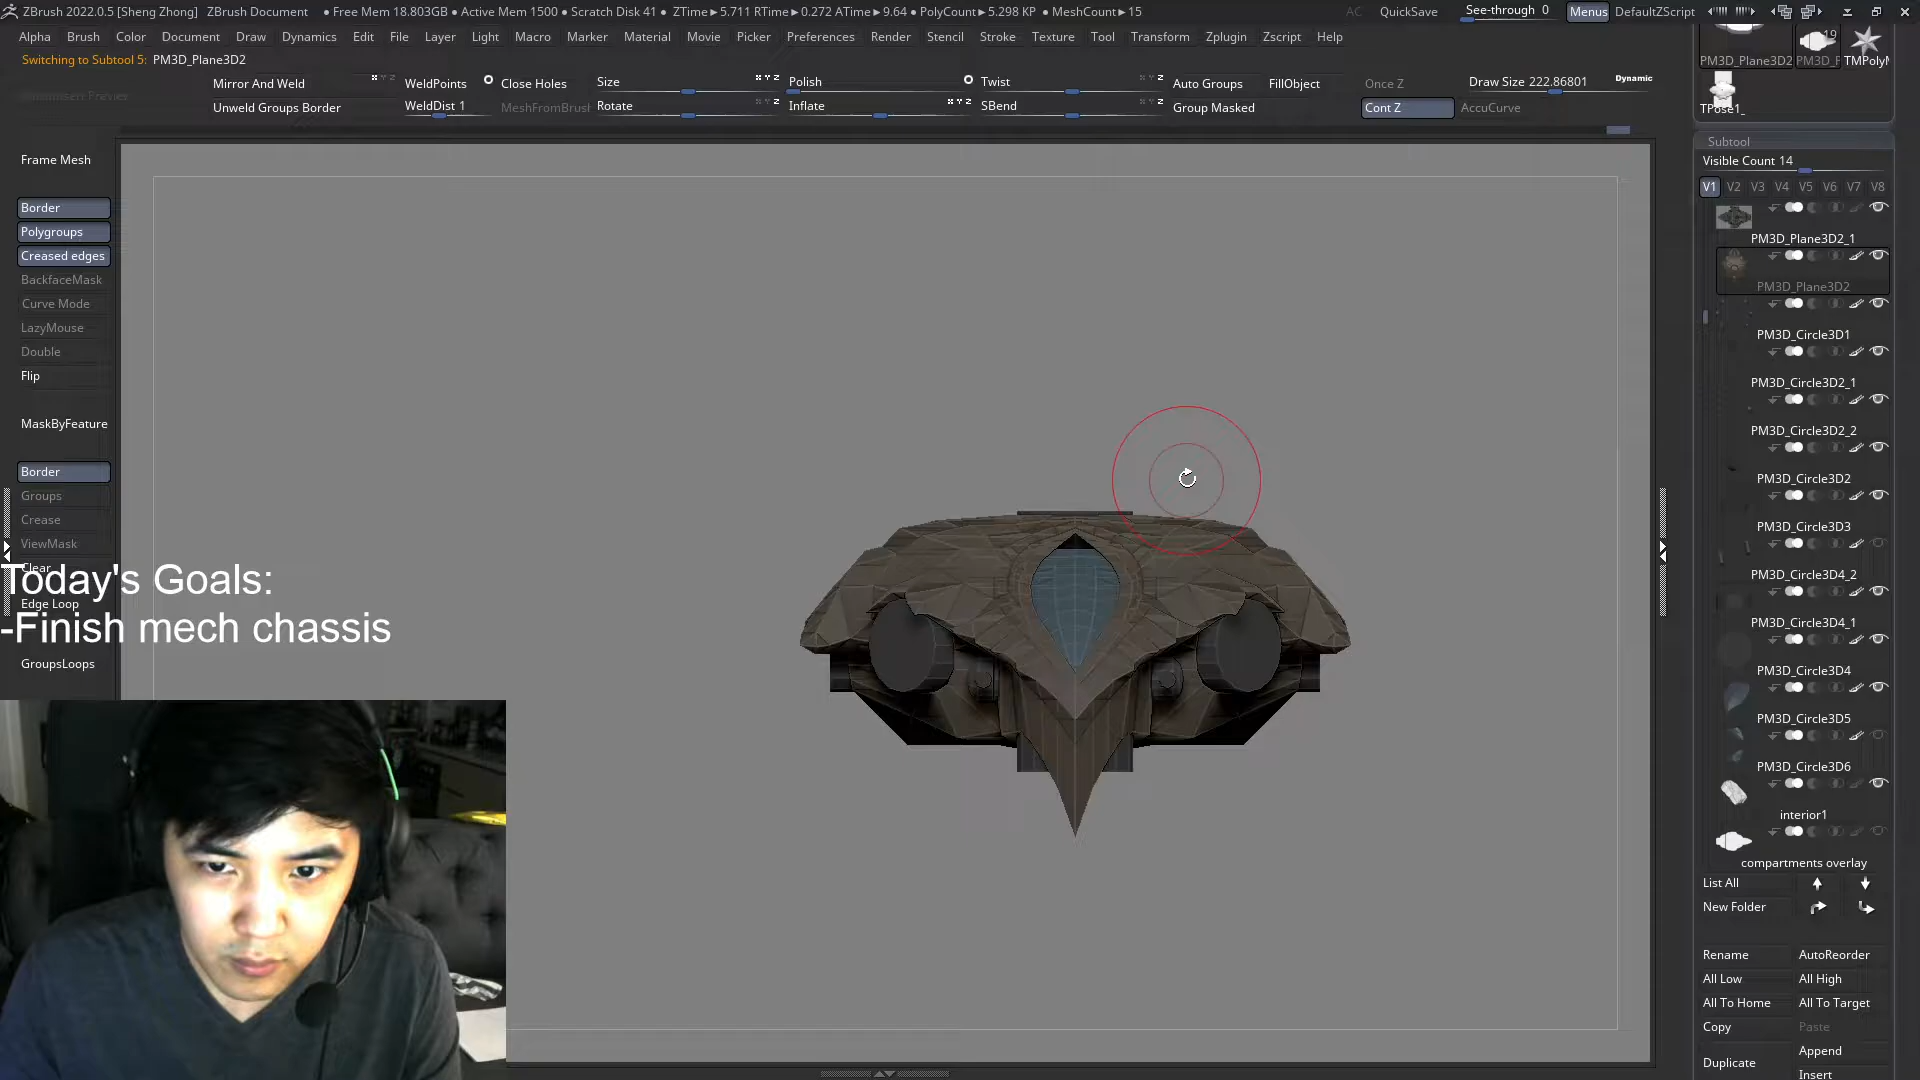 ZBrush 2022.0.5 [Sheng Zhong] ZBrush Document • Free Mem 18.803GB • Active Mem 1500 • Scratch Disk 41 • ZTime►5.711 RTime►0.272 ATime►9.64 • PolyCount►5.298 KP • MeshCount►15 AC QuickSave See-through 0 Menus DefaultZScript
Alpha Brush Color Document Draw Dynamics Edit File Layer Light Macro Marker Material Movie Picker Preferences Render Stencil Stroke Texture Tool Transform Zplugin Zscript Help
Switching to Subtool 5: PM3D_Plane3D2
Mirror And Weld WeldPoints Close Holes Size Polish Twist Auto Groups FillObject Once Z Draw Size 222.86801 Dynamic
Unweld Groups Border WeldDist 1 MeshFromBrus Rotate Inflate SBend Group Masked Cont Z AccuCurve
Frame Mesh
Border
Polygroups
Creased edges
BackfaceMask
Curve Mode
LazyMouse
Double
Flip
MaskByFeature
Border
Groups
Crease
ViewMask
Clear
Today's Goals:
Edge Loop
-Finish mech chassis
GroupsLoops
19
PM3D_Plane3D2 PM3D_F TMPolyM
TPose1_
Subtool
Visible Count 14
V1 V2 V3 V4 V5 V6 V7 V8
PM3D_Plane3D2_1
PM3D_Plane3D2
PM3D_Circle3D1
PM3D_Circle3D2_1
PM3D_Circle3D2_2
PM3D_Circle3D2
PM3D_Circle3D3
PM3D_Circle3D4_2
PM3D_Circle3D4_1
PM3D_Circle3D4
PM3D_Circle3D5
PM3D_Circle3D6
interior1
compartments overlay
List All
New Folder
Rename AutoReorder
All Low All High
All To Home All To Target
Copy Paste
Append
Duplicate
Insert